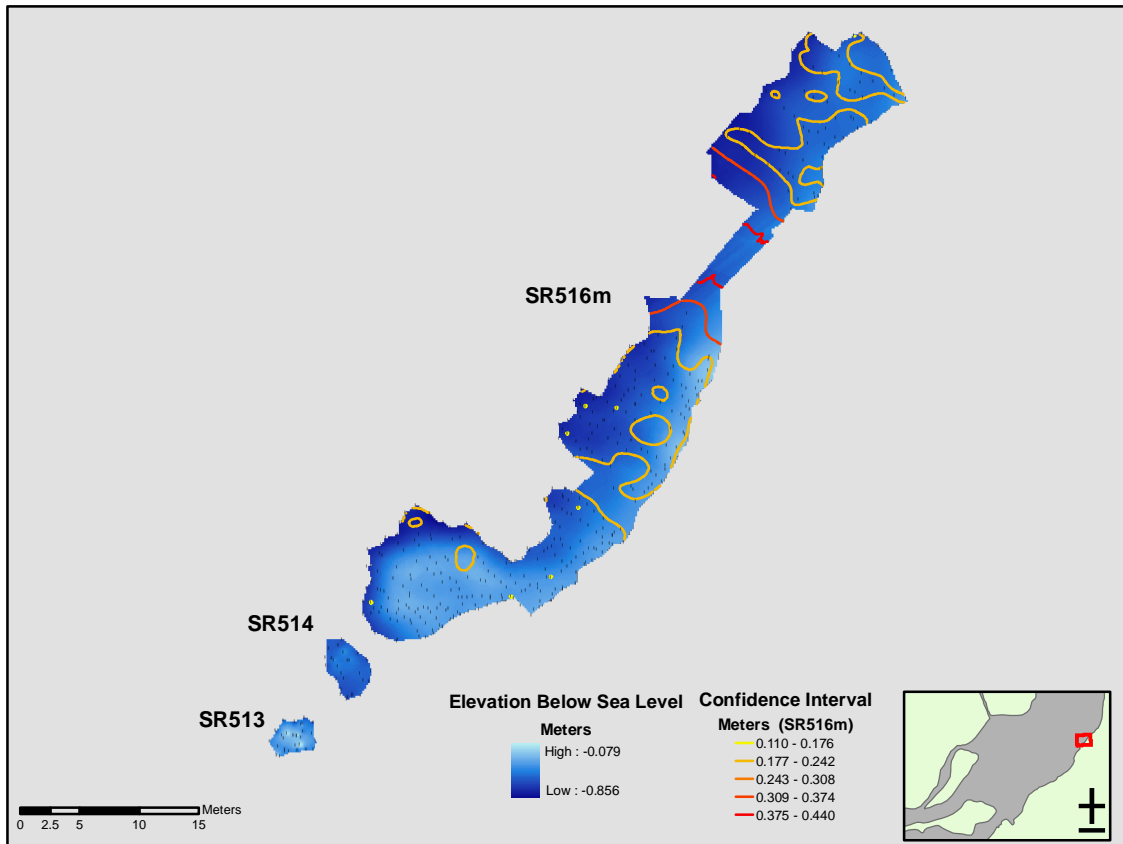 SR516m
SR514
SR513
Elevation Below Sea Level
Meters
High : -0.079
Low : -0.856
Confidence Interval
Meters (SR516m)
0.110 - 0.176
0.177 - 0.242
0.243 - 0.308
0.309 - 0.374
0.375 - 0.440
Meters
0 2.5 5 10 15